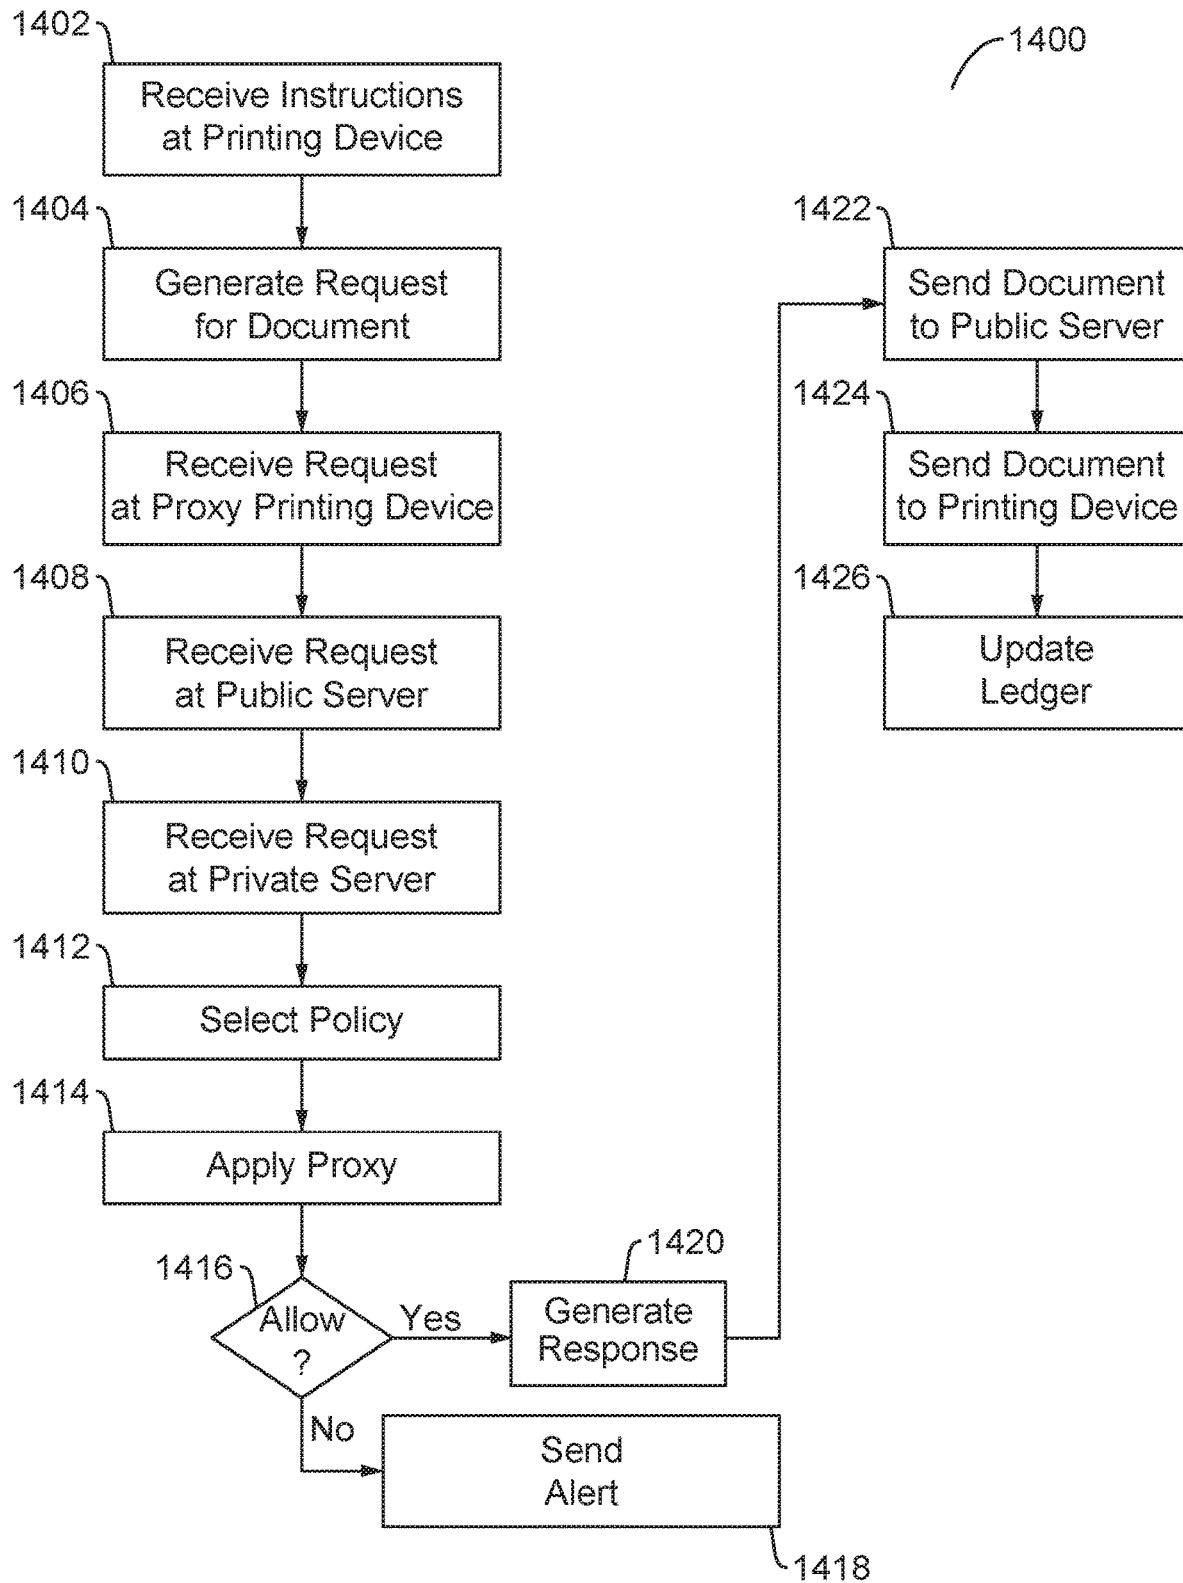 1400
1402
Receive Instructions
at Printing Device
1404
Generate Request
for Document
1406
Receive Request
at Proxy Printing Device
1408
Receive Request
at Public Server
1410
Receive Request
at Private Server
1412
Select Policy
1414
Apply Proxy
1416
Allow
?
Yes
No
1420
Generate
Response
Send
Alert
1418
1422
Send Document
to Public Server
1424
Send Document
to Printing Device
1426
Update
Ledger